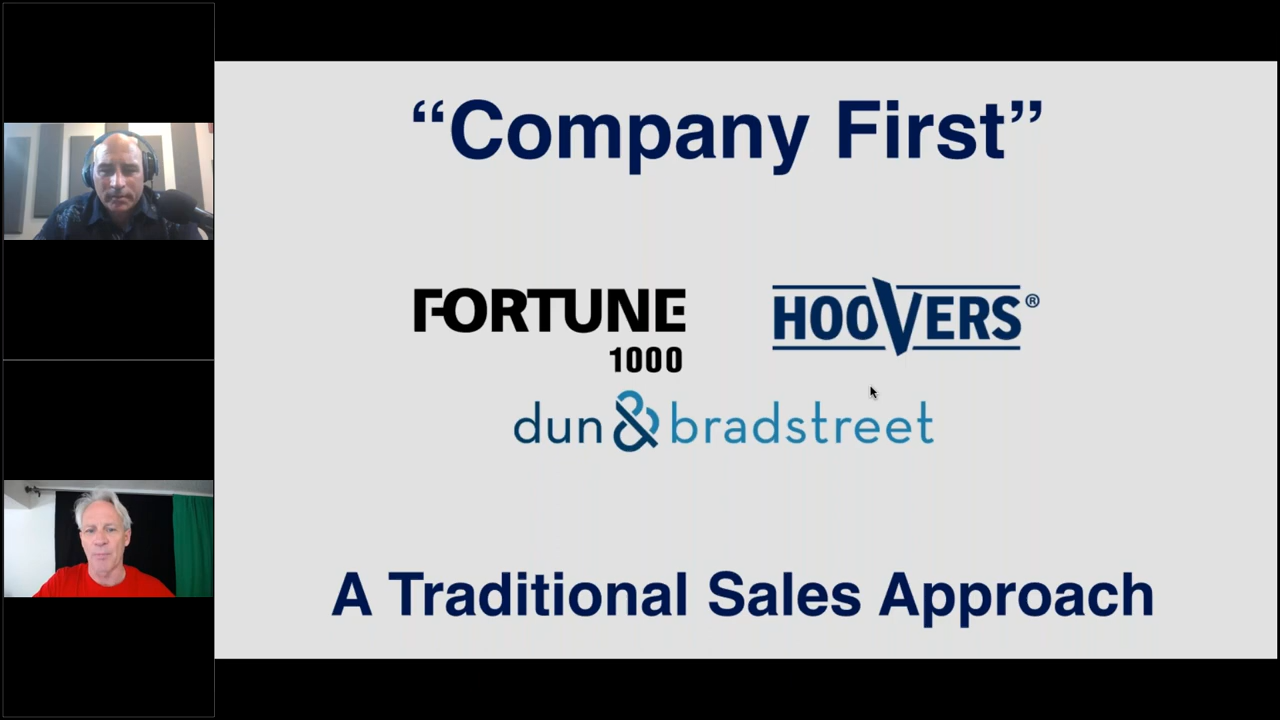 “Company First”
FORTUNE
1000
HOOVERS®
dun & bradstreet
A Traditional Sales Approach